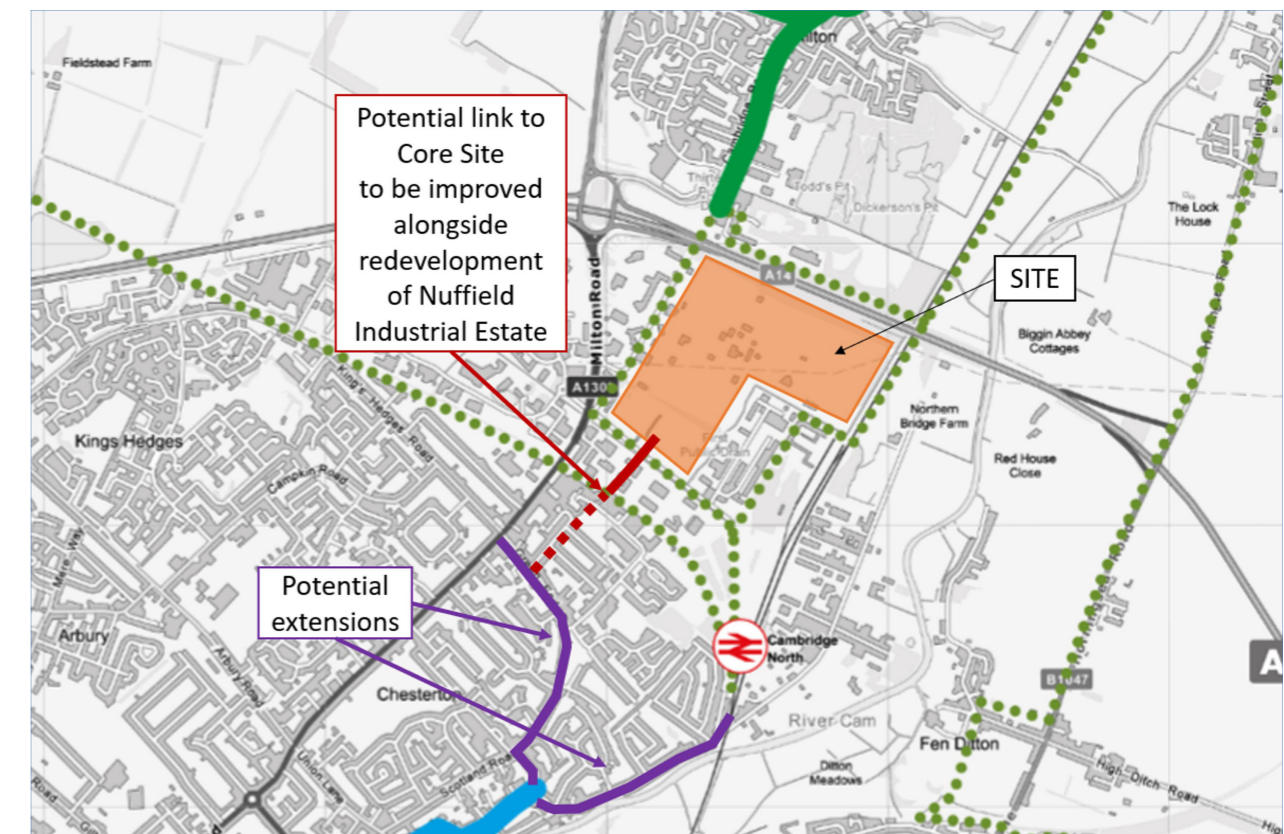 Fieldstead Farm
Potential link to
Core Site
to be improved
alongside
redevelopment
of Nuffield
Industrial Estate
Todd's Pit
Dickerson's Pit
The Lock
House
A14
SITE
Milton Road
Biggin Abbey
Cottages
King's Hedges Road
Kings Hedges
Campkin Road
Northern
Bridge Farm
Red House
Close
Mere Way
Potential
extensions
Arbury
Arbury Road
Cambridge
North
Chesterton
B1047
River Cam
Fen Ditton
Ditton
Meadows
Scotland Road
Union Lane
High Ditch Road
Road